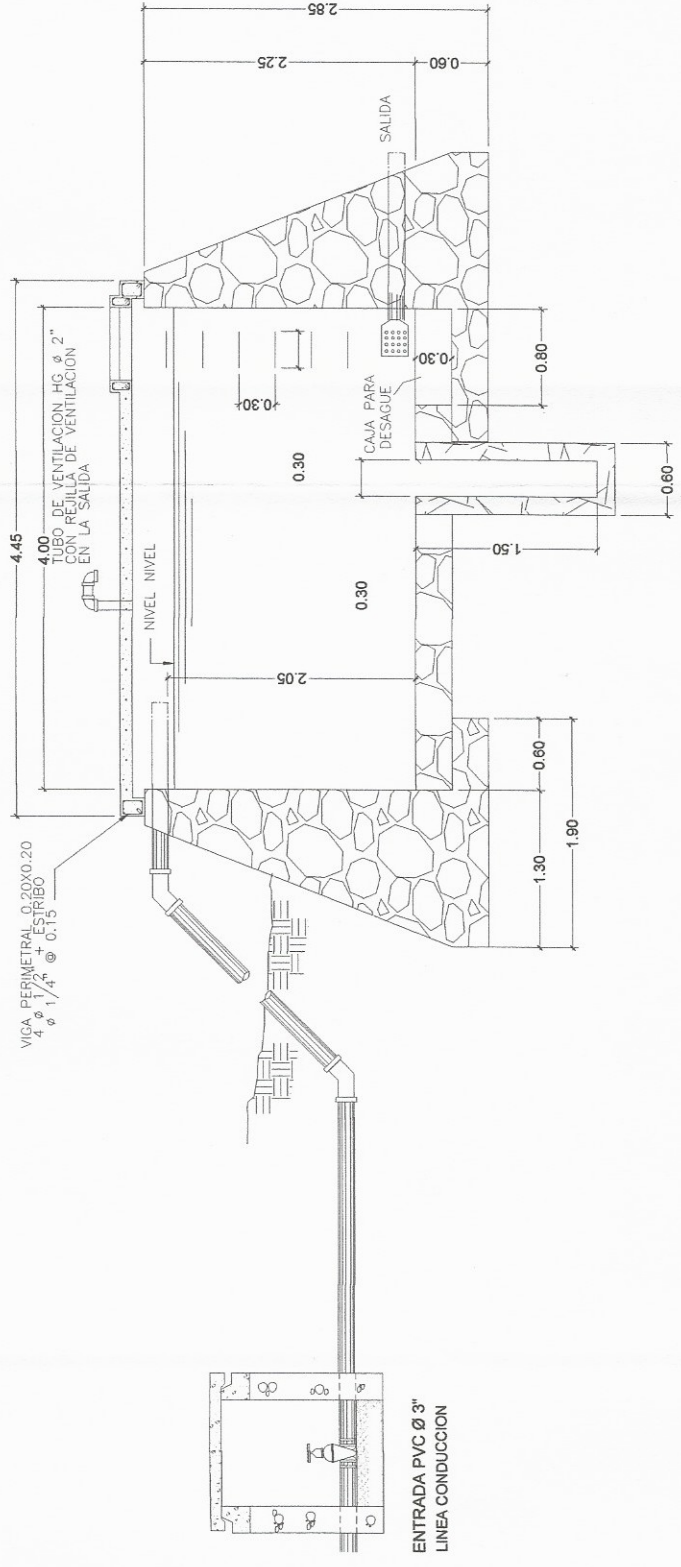 4.45
4.00
TUBO DE VENTILACION HG ø 2"
CON REJILLA DE VENTILACION
EN LA SALIDA
VIGA PERIMETRAL 0.20X0.20
4 ø 1/2" + ESTRIBO
ø 1/4" @ 0.15
NIVEL NIVEL
2.85
2.25
0.60
SALIDA
0.30
0.30
0.30
2.05
CAJA PARA
DESAGUE
0.30
0.80
1.50
0.60
0.60
1.30
1.90
ENTRADA PVC Ø 3"
LINEA CONDUCCION